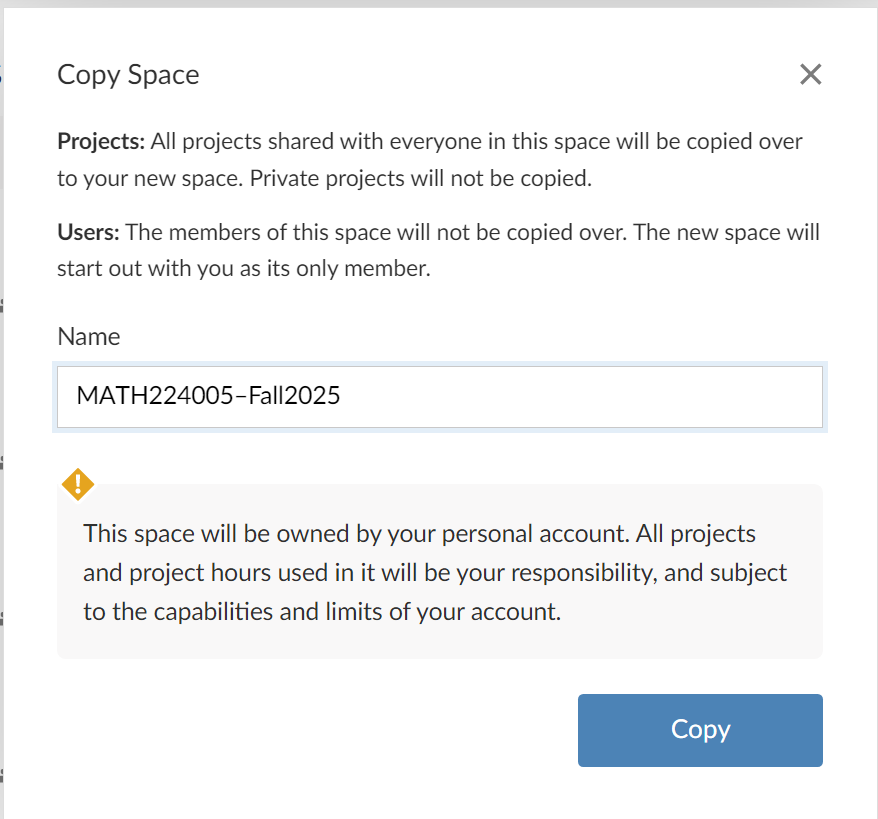 Copy Space
Projects: All projects shared with everyone in this space will be copied over
to your new space. Private projects will not be copied.
Users: The members of this space will not be copied over. The new space will
start out with you as its only member.
Name
MATH224005–Fall2025
This space will be owned by your personal account. All projects
and project hours used in it will be your responsibility, and subject
to the capabilities and limits of your account.
Copy